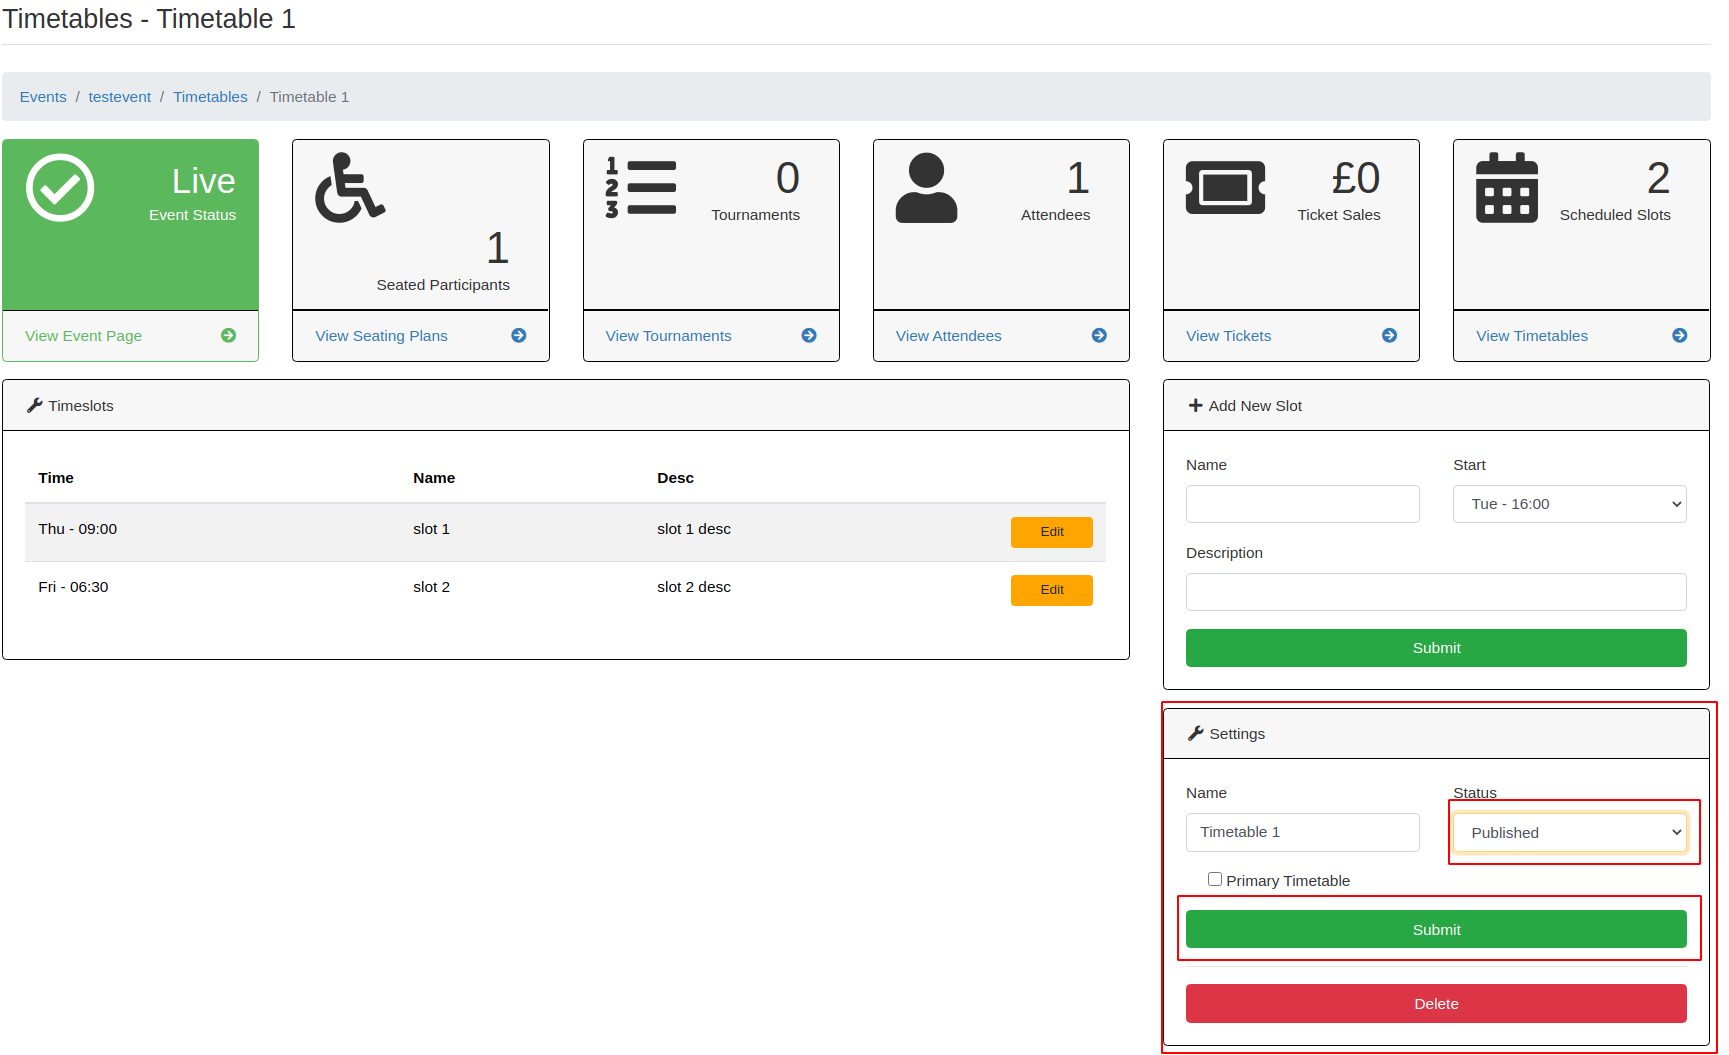 Timetables - Timetable 1
Events / testevent / Timetables / Timetable 1
Live
Event Status
View Event Page
1
Seated Participants
View Seating Plans
1
2
3
0
Tournaments
View Tournaments
1
Attendees
View Attendees
£0
Ticket Sales
View Tickets
2
Scheduled Slots
View Timetables
Timeslots
Time Name Desc
Thu - 09:00 slot 1 slot 1 desc Edit
Fri - 06:30 slot 2 slot 2 desc Edit
Add New Slot
Name Start
Tue - 16:00
Description
Submit
Settings
Name Status
Timetable 1 Published
Primary Timetable
Submit
Delete